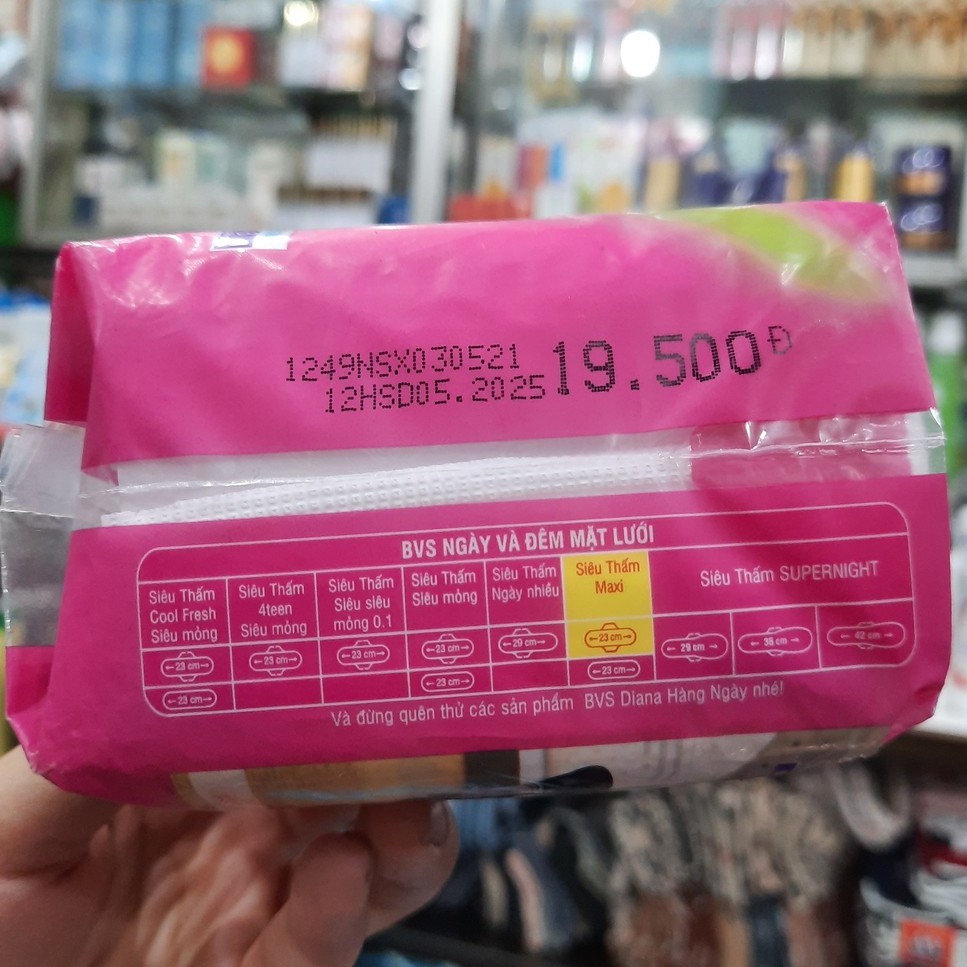 1249NSX030521
12HSD05.2025
19.500Đ
BVS NGÀY VÀ ĐÊM MẶT LƯỚI
Siêu Thấm
Cool Fresh
Siêu mỏng
Siêu Thấm
4teen
Siêu mỏng
Siêu Thấm
Siêu siêu
mỏng 0.1
Siêu Thấm
Siêu mỏng
Siêu Thấm
Ngày nhiều
Siêu Thấm
Maxi
Siêu Thấm SUPERNIGHT
23 cm
23 cm
23 cm
23 cm
29 cm
23 cm
29 cm
36 cm
42 cm
23 cm
23 cm
23 cm
Và đừng quên thử các sản phẩm BVS Diana Hàng Ngày nhé!